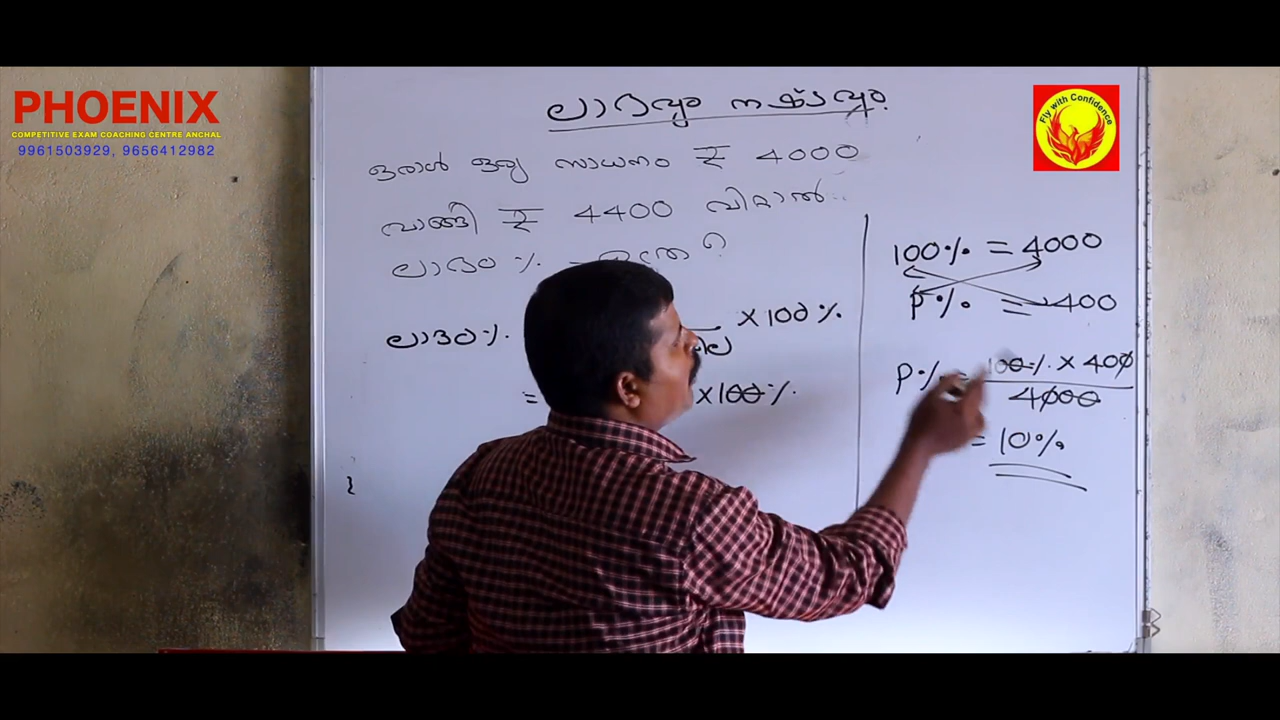 PHOENIX
COMPETITIVE EXAM COACHING CENTRE ANCHAL
9961503929, 9656412982
Fly with Confidence
ലാഭവും നഷ്ടവും
ഒരാൾ ഒരു സാധനം ₹ 4000
വാങ്ങി ₹ 4400 വിറ്റാൽ
ലാഭം % എത്ര ?
ലാഭം % ×100%
= ×100%
100% = 4000
P% = 400
P% = 100% × 400
4000
= 10%